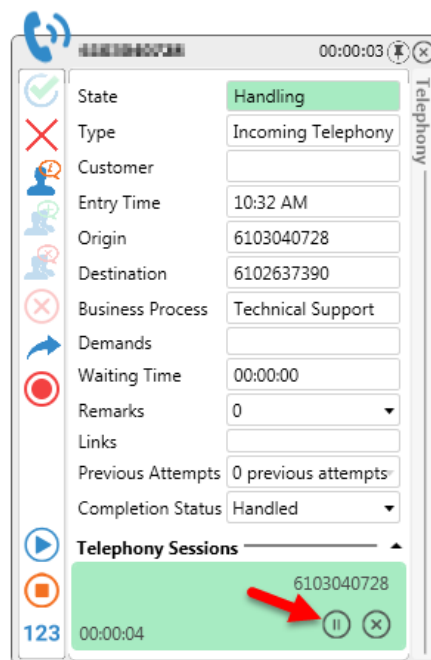 00:00:03
Telephony
State Handling
Type Incoming Telephony
Customer
Entry Time 10:32 AM
Origin 6103040728
Destination 6102637390
Business Process Technical Support
Demands
Waiting Time 00:00:00
Remarks 0
Links
Previous Attempts 0 previous attempts
Completion Status Handled
Telephony Sessions
6103040728
123 00:00:04